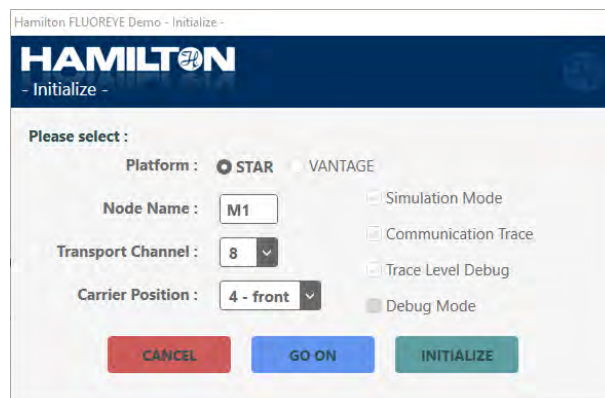 Hamilton FLUOREYE Demo - Initialize -
HAMILTON
- Initialize -
Please select :
Platform : STAR VANTAGE
Node Name : M1
Simulation Mode
Communication Trace
Transport Channel : 8
Trace Level Debug
Carrier Position : 4 - front
Debug Mode
CANCEL GO ON INITIALIZE